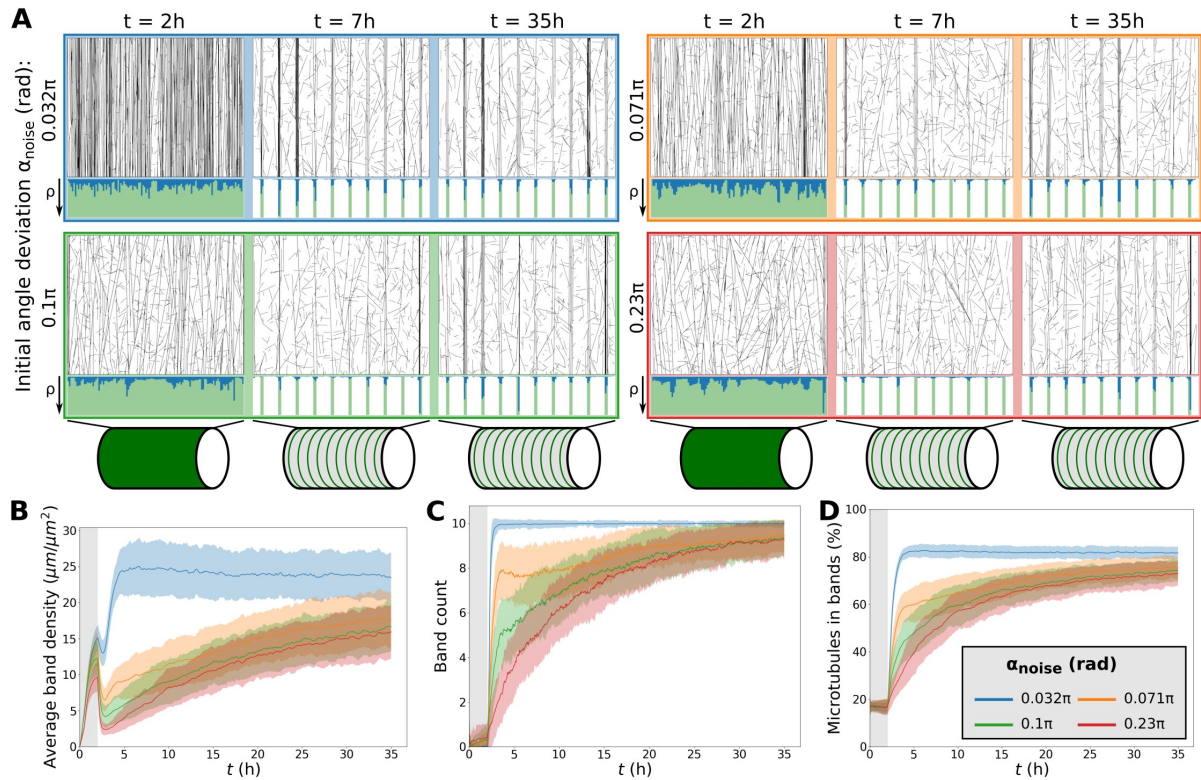 A
t = 2h t = 7h t = 35h t = 2h t = 7h t = 35h
Initial angle deviation α_noise (rad):
0.032π
ρ
0.071π
ρ
0.1π
ρ
0.23π
ρ
B
Average band density (μm/μm²)
30
25
20
15
10
5
0
0 5 10 15 20 25 30 35
t (h)
C
Band count
10
8
6
4
2
0
0 5 10 15 20 25 30 35
t (h)
D
Microtubules in bands (%)
100
80
60
40
20
0
0 5 10 15 20 25 30 35
t (h)
α_noise (rad)
0.032π 0.071π
0.1π 0.23π